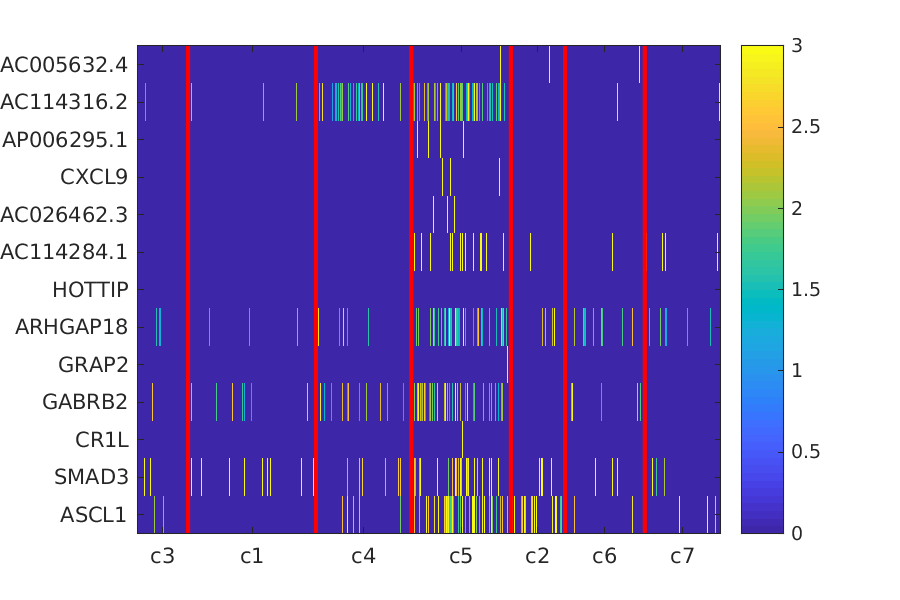 AC005632.4
AC114316.2
AP006295.1
CXCL9
AC026462.3
AC114284.1
HOTTIP
ARHGAP18
GRAP2
GABRB2
CR1L
SMAD3
ASCL1
c3 c1 c4 c5 c2 c6 c7
3
2.5
2
1.5
1
0.5
0